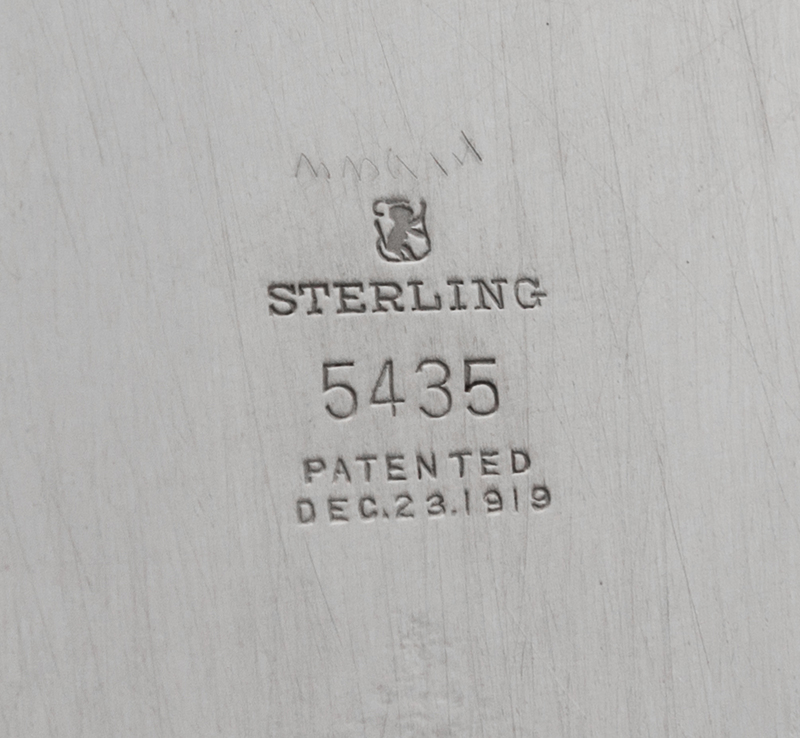 STERLING
5435
PATENTED
DEC.23.1919